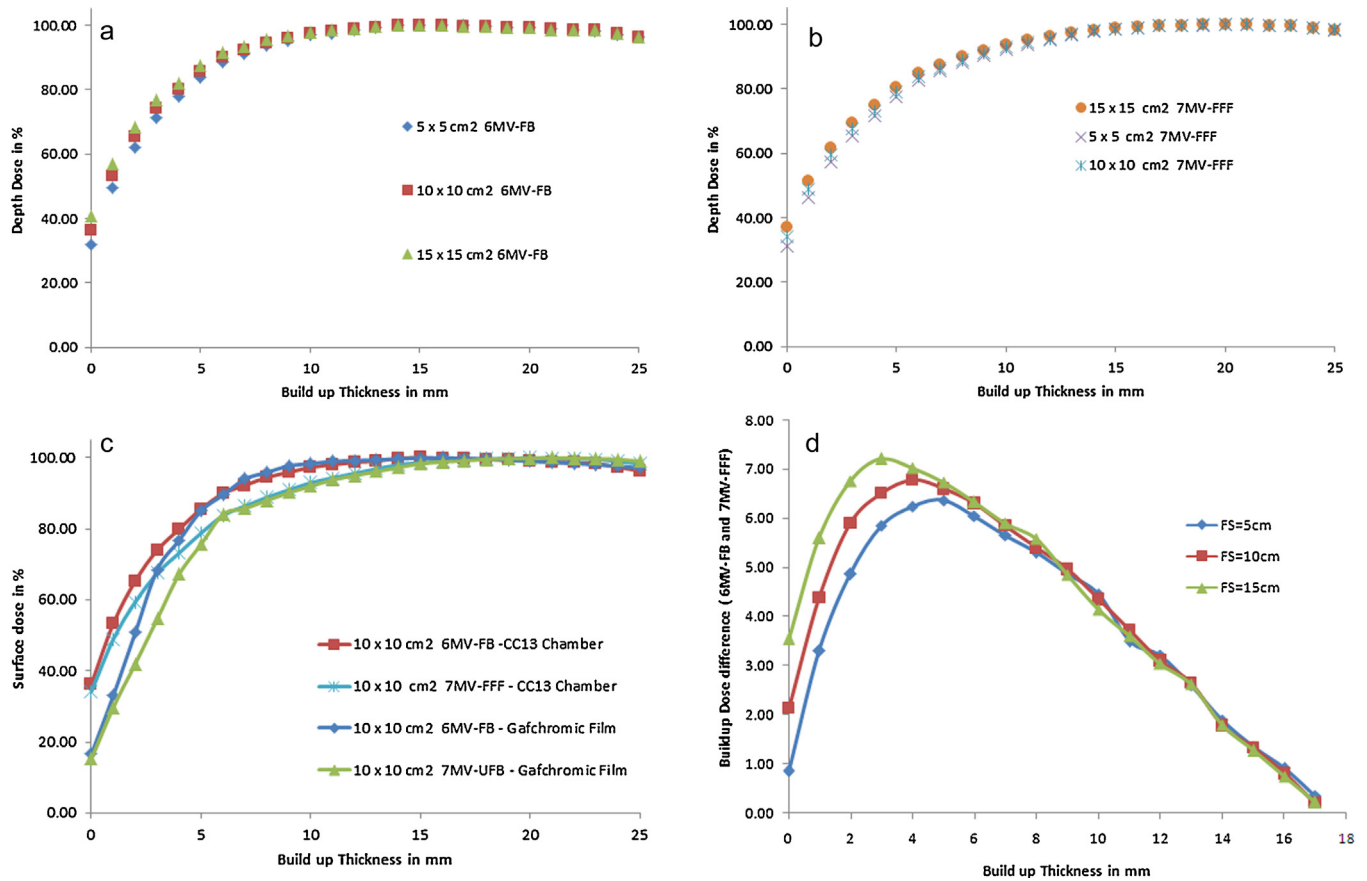 a
100.00
80.00
60.00
40.00
20.00
0.00
Depth Dose in %
5 x 5 cm2 6MV-FB
10 x 10 cm2 6MV-FB
15 x 15 cm2 6MV-FB
0 5 10 15 20 25
Build up Thickness in mm
b
100.00
80.00
60.00
40.00
20.00
0.00
Depth Dose in %
15 x 15 cm2 7MV-FFF
5 x 5 cm2 7MV-FFF
10 x 10 cm2 7MV-FFF
0 5 10 15 20 25
Build up Thickness in mm
c
100.00
80.00
60.00
40.00
20.00
0.00
Surface dose in %
10 x 10 cm2 6MV-FB -CC13 Chamber
10 x 10 cm2 7MV-FFF - CC13 Chamber
10 x 10 cm2 6MV-FB - Gafchromic Film
10 x 10 cm2 7MV-UFB - Gafchromic Film
0 5 10 15 20 25
Build up Thickness in mm
d
8.00
7.00
6.00
5.00
4.00
3.00
2.00
1.00
0.00
Buildup Dose difference ( 6MV-FB and 7MV-FFF)
FS=5cm
FS=10cm
FS=15cm
0 2 4 6 8 10 12 14 16 18
Build up Thickness in mm